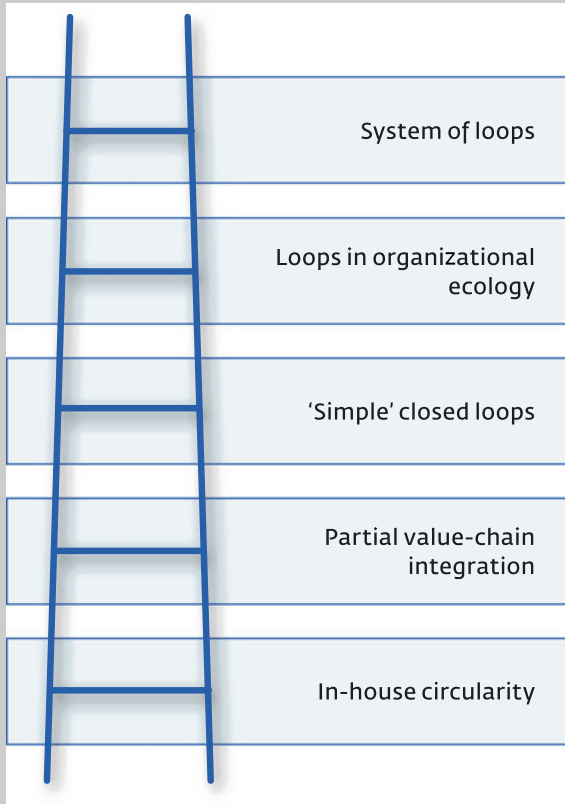 System of loops
Loops in organizational
ecology
‘Simple’ closed loops
Partial value-chain
integration
In-house circularity